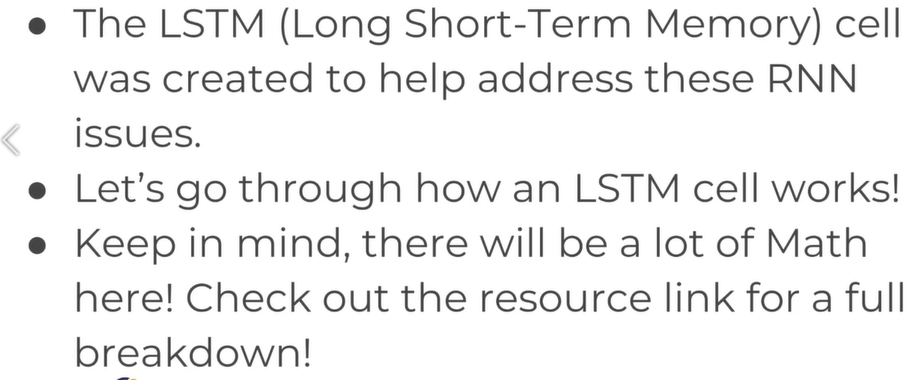 ● The LSTM (Long Short-Term Memory) cell
was created to help address these RNN
issues.
● Let’s go through how an LSTM cell works!
● Keep in mind, there will be a lot of Math
here! Check out the resource link for a full
breakdown!